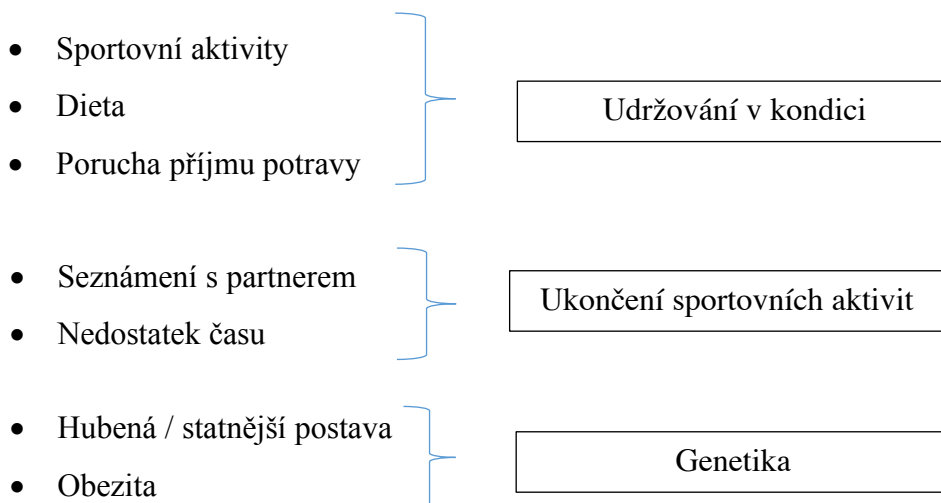 • Sportovní aktivity
• Dieta
• Porucha příjmu potravy
Udržování v kondici
• Seznámení s partnerem
• Nedostatek času
Ukončení sportovních aktivit
• Hubená / statnější postava
• Obezita
Genetika